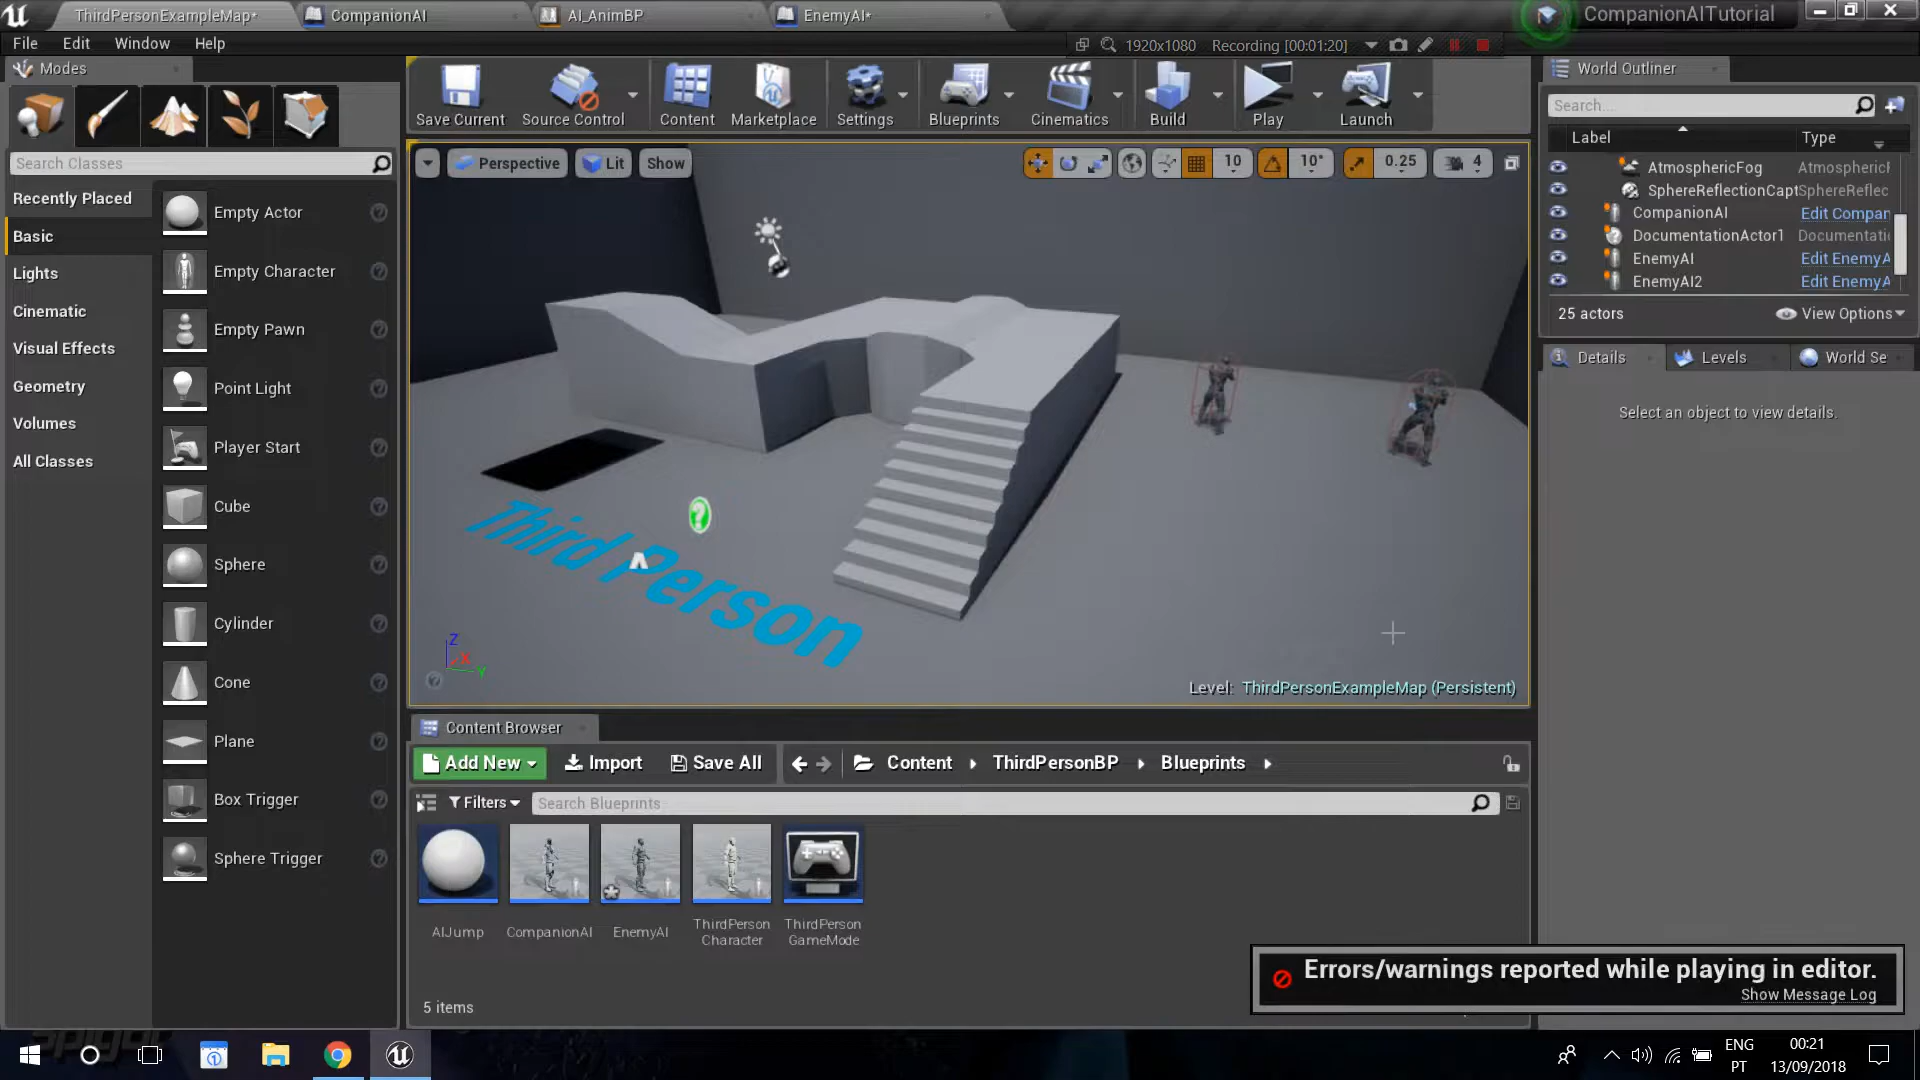 ThirdPersonExampleMap*
CompanionAI
AI_AnimBP
EnemyAI*
CompanionAITutorial
File Edit Window Help
1920x1080 Recording [00:01:20]
Modes
Search Classes
Recently Placed
Basic
Lights
Cinematic
Visual Effects
Geometry
Volumes
All Classes
Empty Actor
Empty Character
Empty Pawn
Point Light
Player Start
Cube
Sphere
Cylinder
Cone
Plane
Box Trigger
Sphere Trigger
Save Current
Source Control
Content
Marketplace
Settings
Blueprints
Cinematics
Build
Play
Launch
Perspective
Lit
Show
10
10°
0.25
4
Third Person
Z
X
Y
Level: ThirdPersonExampleMap (Persistent)
World Outliner
Search...
Label Type
AtmosphericFog Atmospheric
SphereReflectionCapt SphereReflec
CompanionAI Edit Compan
DocumentationActor1 Documentati
EnemyAI Edit EnemyA
EnemyAI2 Edit EnemyA
25 actors View Options
Details
Levels
World Se
Select an object to view details.
Content Browser
Add New
Import
Save All
Content
ThirdPersonBP
Blueprints
Filters
Search Blueprints
AIJump
CompanionAI
EnemyAI
ThirdPerson
Character
ThirdPerson
GameMode
5 items
Errors/warnings reported while playing in editor.
Show Message Log
ENG
PT
00:21
13/09/2018